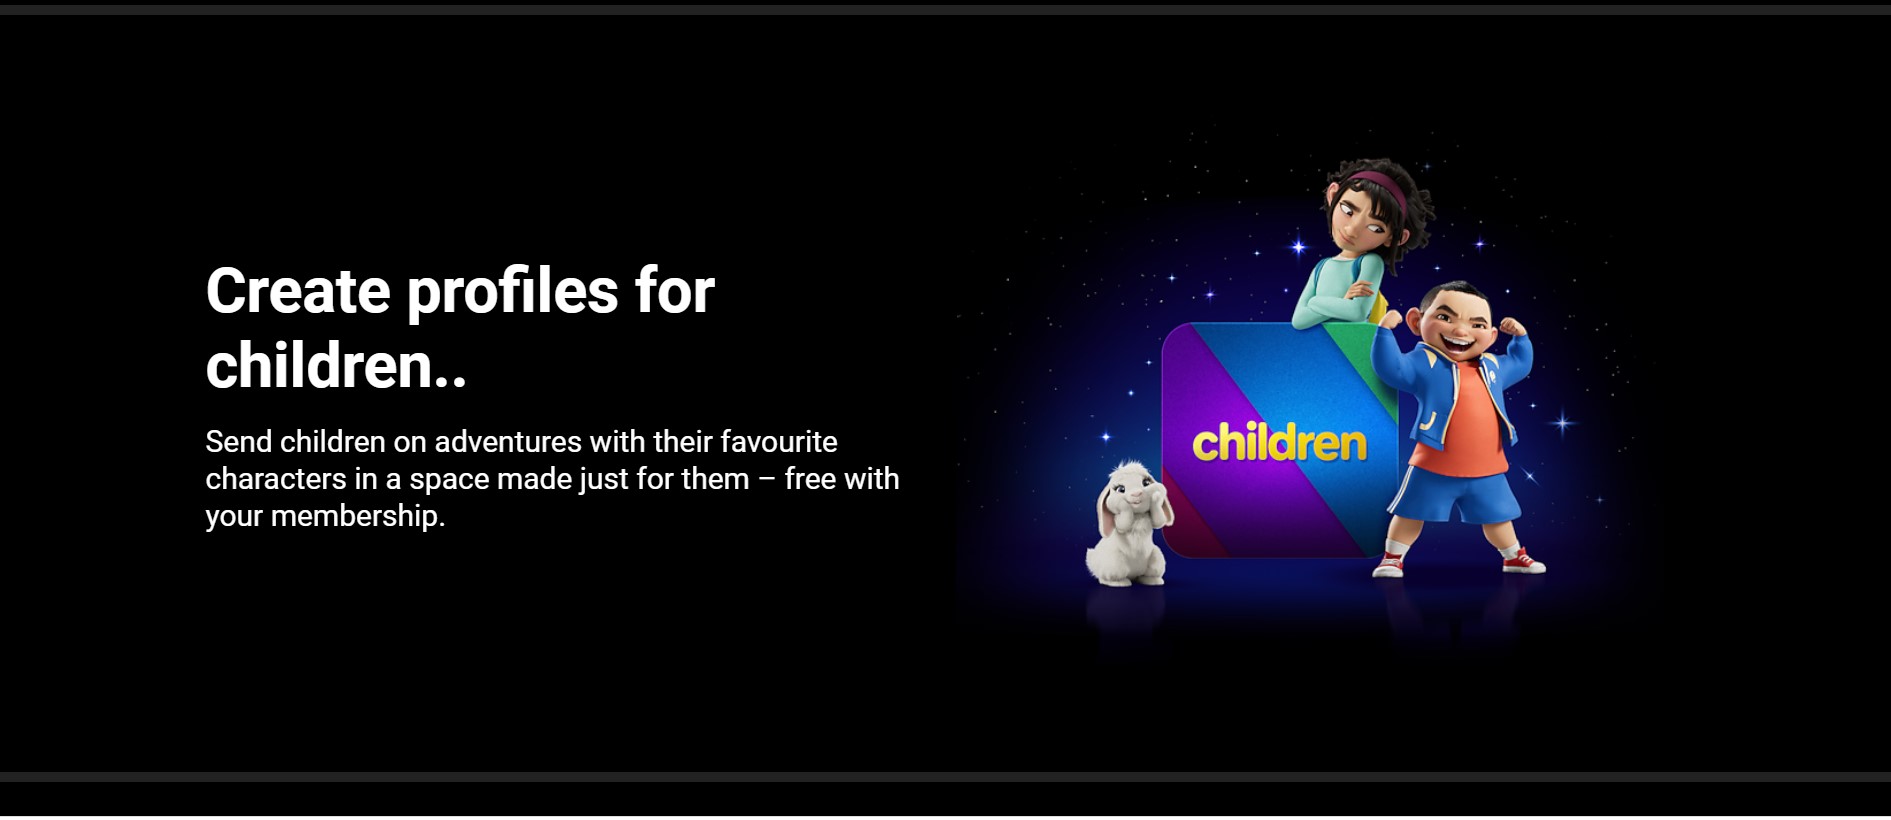 Create profiles for
children..
Send children on adventures with their favourite
characters in a space made just for them – free with
your membership.
children